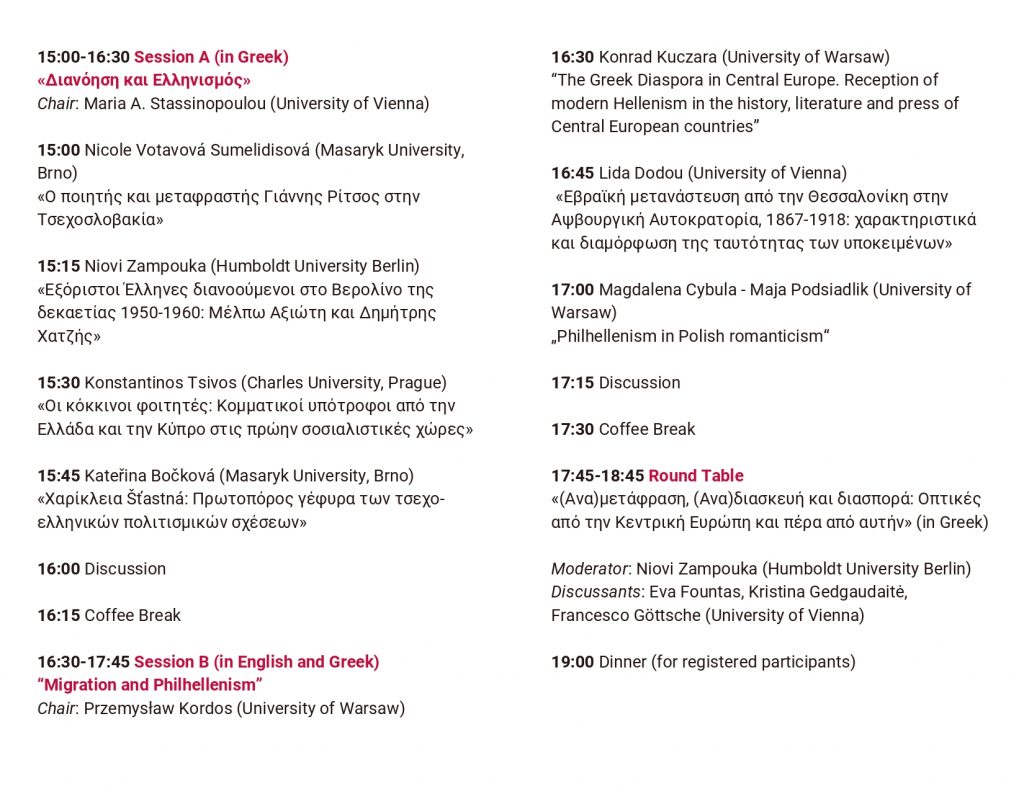 15:00-16:30 Session A (in Greek)
«Διανόηση και Ελληνισμός»
Chair: Maria A. Stassinopoulou (University of Vienna)
15:00 Nicole Votavová Sumelidisová (Masaryk University,
Brno)
«Ο ποιητής και μεταφραστής Γιάννης Ρίτσος στην
Τσεχοσλοβακία»
15:15 Niovi Zampouka (Humboldt University Berlin)
«Εξόριστοι Έλληνες διανοούμενοι στο Βερολίνο της
δεκαετίας 1950-1960: Μέλπω Αξιώτη και Δημήτρης
Χατζής»
15:30 Konstantinos Tsivos (Charles University, Prague)
«Οι κόκκινοι φοιτητές: Κομματικοί υπότροφοι από την
Ελλάδα και την Κύπρο στις πρώην σοσιαλιστικές χώρες»
15:45 Kateřina Bočková (Masaryk University, Brno)
«Χαρίκλεια Šťastná: Πρωτοπόρος γέφυρα των τσεχο-
ελληνικών πολιτισμικών σχέσεων»
16:00 Discussion
16:15 Coffee Break
16:30-17:45 Session B (in English and Greek)
“Migration and Philhellenism”
Chair: Przemysław Kordos (University of Warsaw)
16:30 Konrad Kuczara (University of Warsaw)
“The Greek Diaspora in Central Europe. Reception of
modern Hellenism in the history, literature and press of
Central European countries”
16:45 Lida Dodou (University of Vienna)
«Εβραϊκή μετανάστευση από την Θεσσαλονίκη στην
Αψβουργική Αυτοκρατορία, 1867-1918: χαρακτηριστικά
και διαμόρφωση της ταυτότητας των υποκειμένων»
17:00 Magdalena Cybula - Maja Podsiadlik (University of
Warsaw)
„Philhellenism in Polish romanticism“
17:15 Discussion
17:30 Coffee Break
17:45-18:45 Round Table
«(Ανα)μετάφραση, (Ανα)διασκευή και διασπορά: Οπτικές
από την Κεντρική Ευρώπη και πέρα από αυτήν» (in Greek)
Moderator: Niovi Zampouka (Humboldt University Berlin)
Discussants: Eva Fountas, Kristina Gedgaudaitė,
Francesco Göttsche (University of Vienna)
19:00 Dinner (for registered participants)